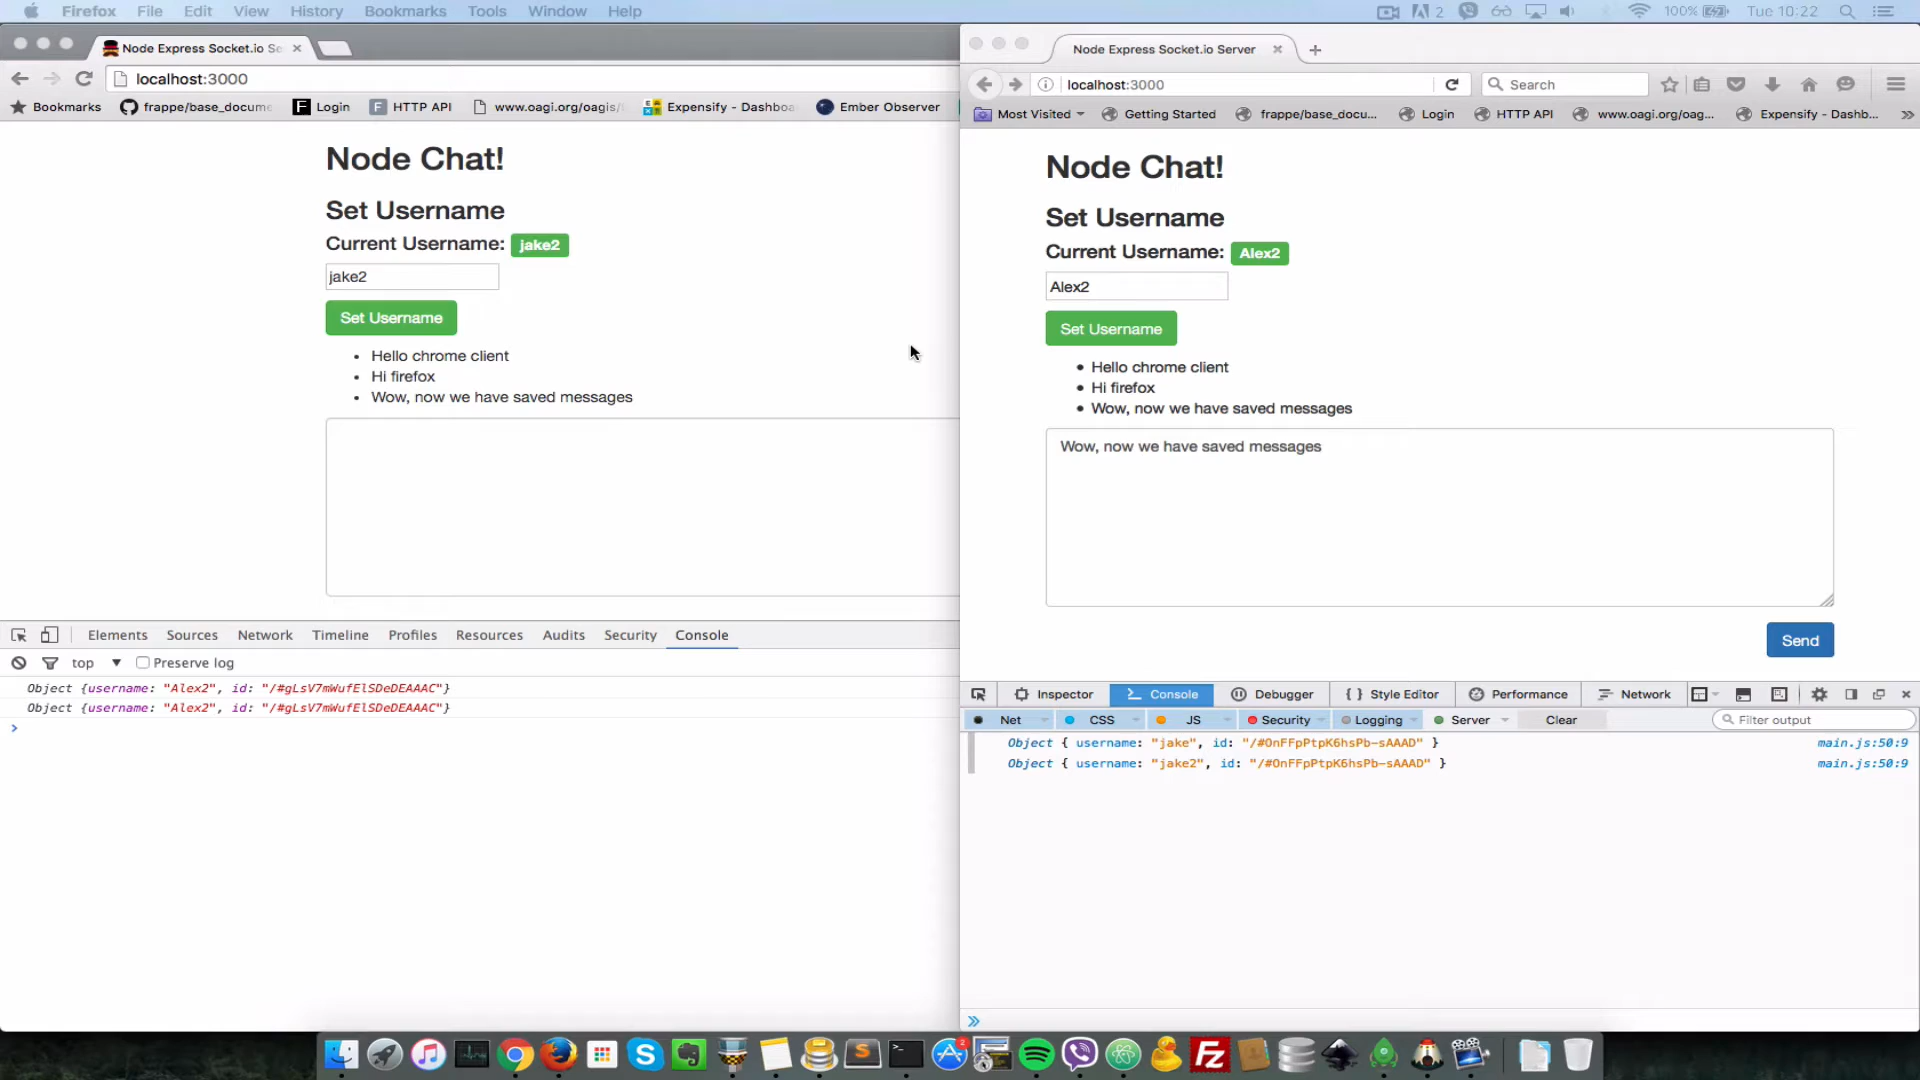 Firefox File Edit View History Bookmarks Tools Window Help
2 100% Tue 10:22
Node Express Socket.io Se
localhost:3000
Bookmarks frappe/base_docume Login HTTP API www.oagi.org/oagis/ Expensify - Dashboa Ember Observer
Node Chat!
Set Username
Current Username: jake2
jake2
Set Username
Hello chrome client
Hi firefox
Wow, now we have saved messages
Elements Sources Network Timeline Profiles Resources Audits Security Console
top Preserve log
Object {username: "Alex2", id: "/#gLsV7mWufElSDeDEAAAC"}
Object {username: "Alex2", id: "/#gLsV7mWufElSDeDEAAAC"}
Node Express Socket.io Server
localhost:3000
Search
Most Visited Getting Started frappe/base_docu... Login HTTP API www.oagi.org/oag... Expensify - Dashb...
Node Chat!
Set Username
Current Username: Alex2
Alex2
Set Username
Hello chrome client
Hi firefox
Wow, now we have saved messages
Wow, now we have saved messages
Send
Inspector Console Debugger Style Editor Performance Network
Net CSS JS Security Logging Server Clear Filter output
Object { username: "jake", id: "/#OnFFpPtpK6hsPb-sAAAD" } main.js:50:9
Object { username: "jake2", id: "/#OnFFpPtpK6hsPb-sAAAD" } main.js:50:9